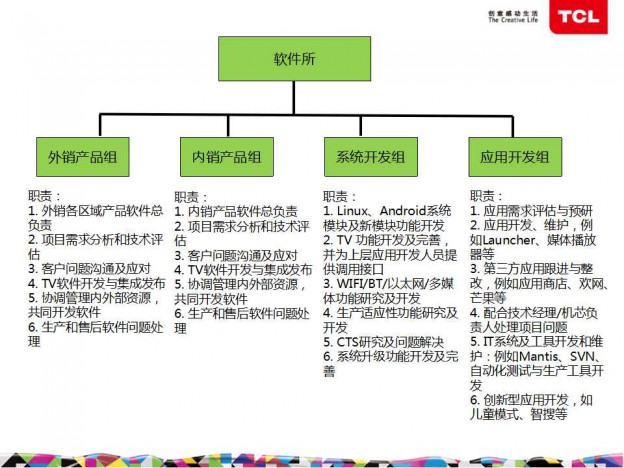 创意感动生活
The Creative Life
TCL
软件所
外销产品组
内销产品组
系统开发组
应用开发组
职责：
1. 外销各区域产品软件总
负责
2. 项目需求分析和技术评
估
3. 客户问题沟通及应对
4. TV软件开发与集成发布
5. 协调管理内外部资源，
共同开发软件
6. 生产和售后软件问题处
理
职责：
1. 内销产品软件总负责
2. 项目需求分析和技术评
估
3. 客户问题沟通及应对
4. TV软件开发与集成发布
5. 协调管理内外部资源，
共同开发软件
6. 生产和售后软件问题处
理
职责：
1. Linux、Android系统
模块及新模块功能开发
2. TV 功能开发及完善，
并为上层应用开发人员提
供调用接口
3. WIFI/BT/以太网/多媒
体功能研究及开发
4. 生产适应性功能研究及
开发
5. CTS研究及问题解决
6. 系统升级功能开发及完
善
职责：
1. 应用需求评估与预研
2. 应用开发、维护，例
如Launcher、媒体播放
器等
3. 第三方应用跟进与整
改，例如应用商店、欢网、
芒果等
4. 配合技术经理/机芯负
责人处理项目问题
5. IT系统及工具开发和维
护：例如Mantis、SVN、
自动化测试与生产工具开
发
6. 创新型应用开发，如
儿童模式、智搜等